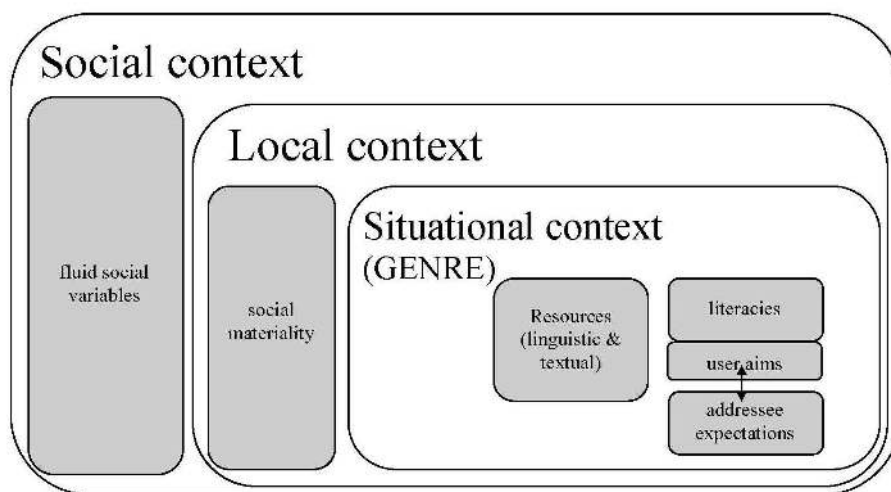 Social context
Local context
Situational context
(GENRE)
fluid social
variables
social
materiality
Resources
(linguistic &
textual)
literacies
user aims
addressee
expectations